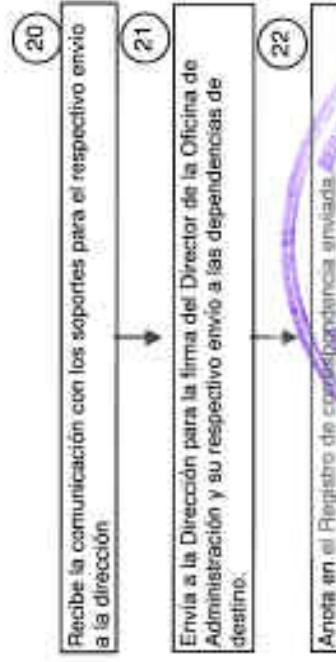 20
Recibe la comunicación con los soportes para el respectivo envío
a la dirección
21
Envía a la Dirección para la firma del Director de la Oficina de
Administración y su respectivo envío a las dependencias de
destino.
22
Anota en el Registro de correspondencia enviada